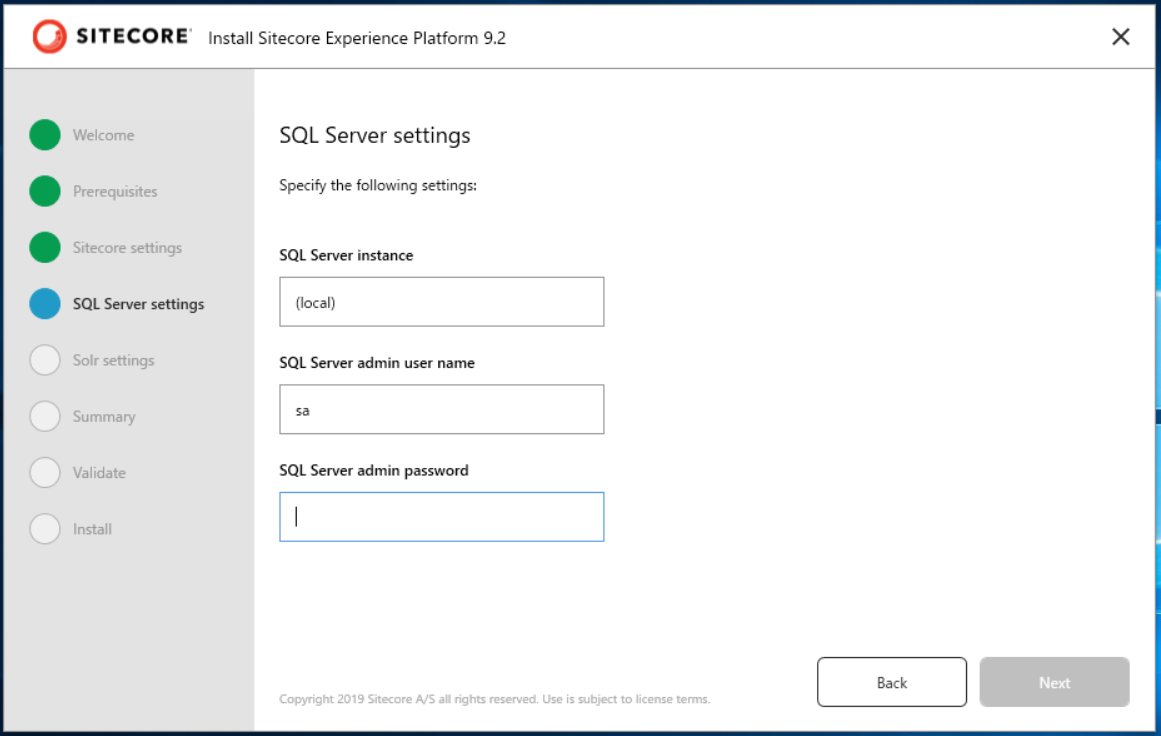 SITECORE Install Sitecore Experience Platform 9.2
Welcome
Prerequisites
Sitecore settings
SQL Server settings
Solr settings
Summary
Validate
Install
SQL Server settings
Specify the following settings:
SQL Server instance
(local)
SQL Server admin user name
sa
SQL Server admin password
Copyright 2019 Sitecore A/S all rights reserved. Use is subject to license terms.
Back
Next